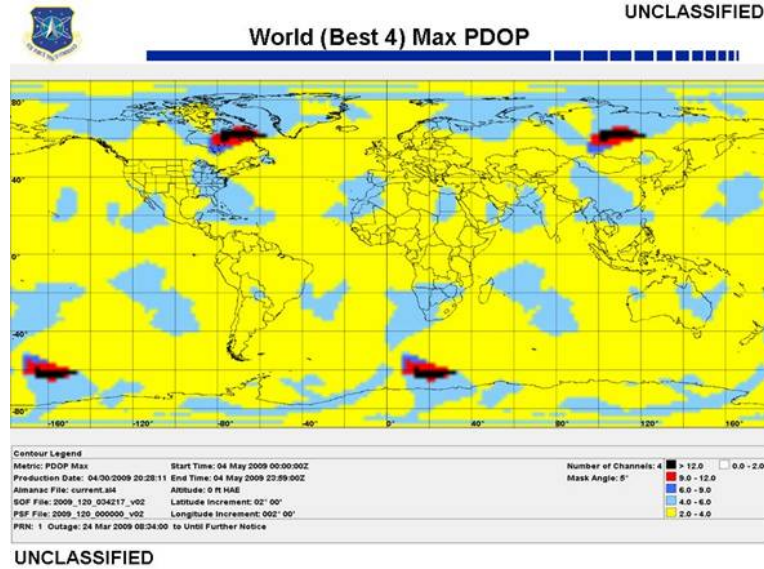 UNCLASSIFIED
World (Best 4) Max PDOP
80°
40°
0°
-40°
-80°
-160° -120° -80° -40° 0° 40° 80° 120° 160°
Contour Legend
Metric: PDOP Max Start Time: 04 May 2009 00:00:00Z Number of Channels: 4 > 12.0 0.0 - 2.0
Production Date: 04/30/2009 20:28:11 End Time: 04 May 2009 23:59:00Z Mask Angle: 5° 9.0 - 12.0
Almanac File: current.al4 Altitude: 0 ft HAE 6.0 - 9.0
SOF File: 2009_120_034217_v02 Latitude Increment: 02° 00' 4.0 - 6.0
PSF File: 2009_120_000000_v02 Longitude Increment: 002° 00' 2.0 - 4.0
PRN: 1 Outage: 24 Mar 2009 08:34:00 to Until Further Notice
UNCLASSIFIED